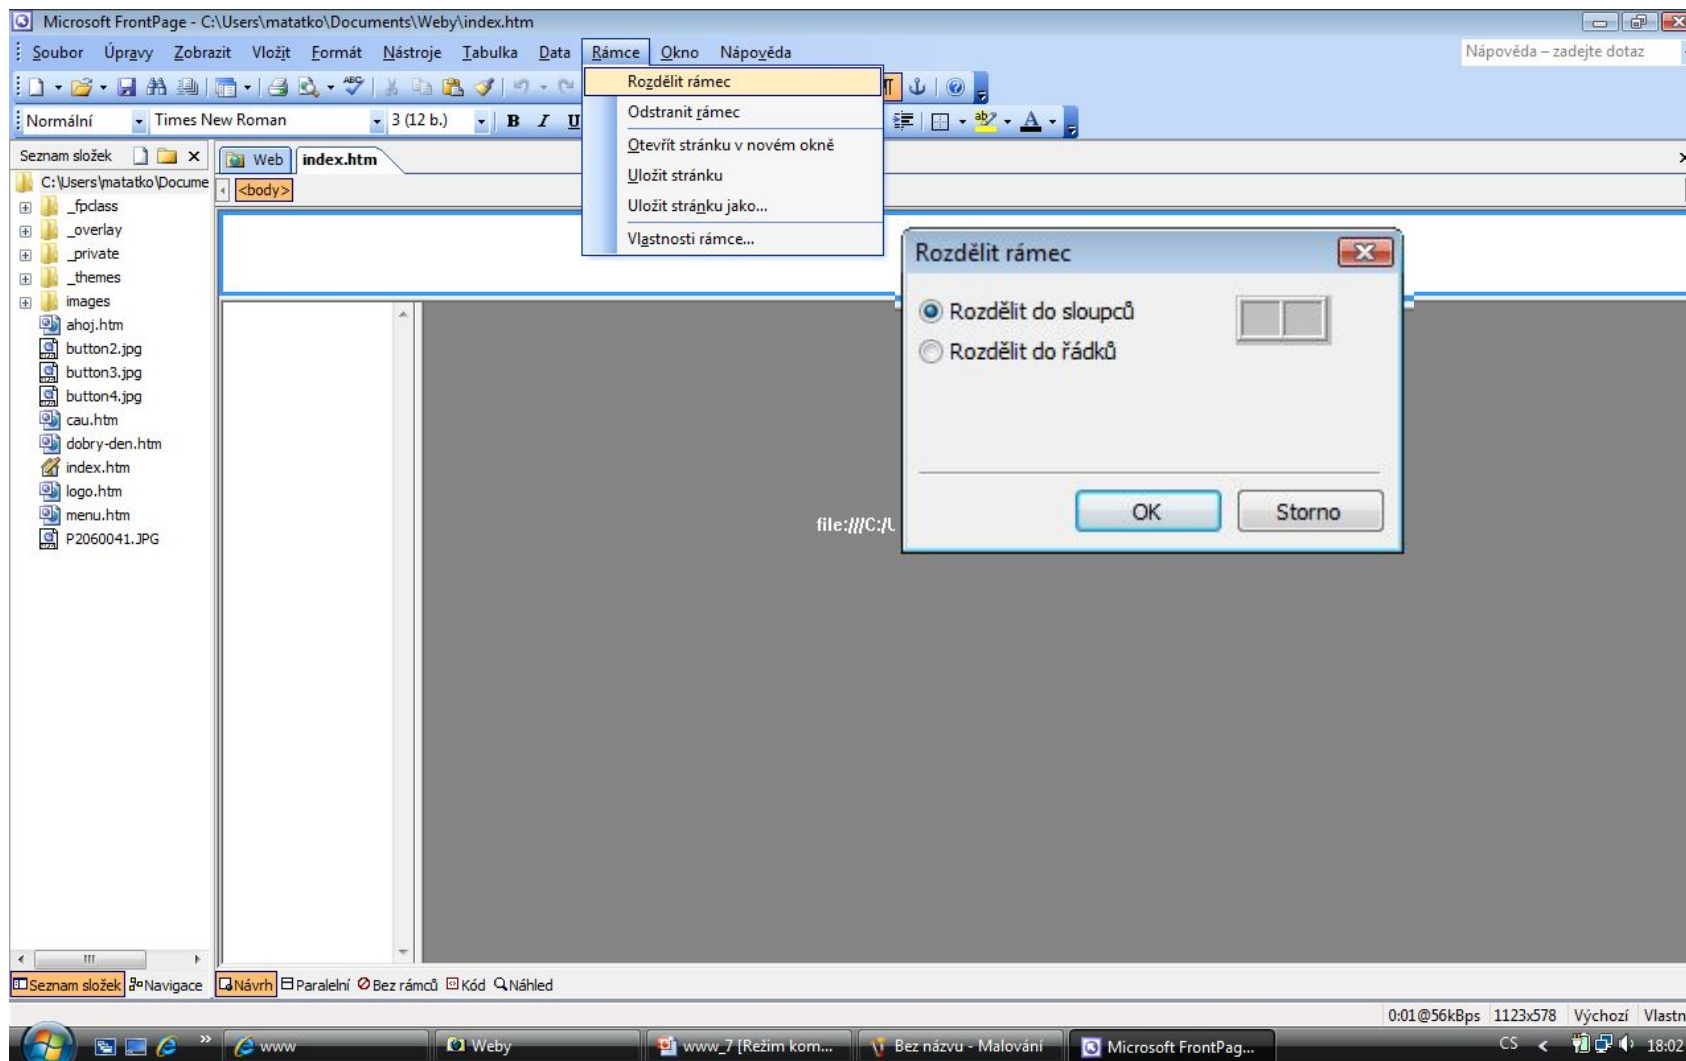 Microsoft FrontPage - C:\Users\matatko\Documents\Weby\index.htm
Soubor Úpravy Zobrazit Vložit Formát Nástroje Tabulka Data Rámce Okno Nápověda
Nápověda – zadejte dotaz
Normální Times New Roman 3 (12 b.) B I U
Rozdělit rámec
Odstranit rámec
Otevřít stránku v novém okně
Uložit stránku
Uložit stránku jako...
Vlastnosti rámce...
Seznam složek
Web index.htm
<body>
C:\Users\matatko\Docume
_fpclass
_overlay
_private
_themes
images
ahoj.htm
button2.jpg
button3.jpg
button4.jpg
cau.htm
dobry-den.htm
index.htm
logo.htm
menu.htm
P2060041.JPG
Rozdělit rámec
Rozdělit do sloupců
Rozdělit do řádků
OK Storno
file:///C:/
Seznam složek Navigace Návrh Paralelní Bez rámců Kód Náhled
0:01@56kBps 1123x578 Výchozí Vlastn
www Weby www_7 [Režim kom... Bez názvu - Malování Microsoft FrontPag... CS 18:02